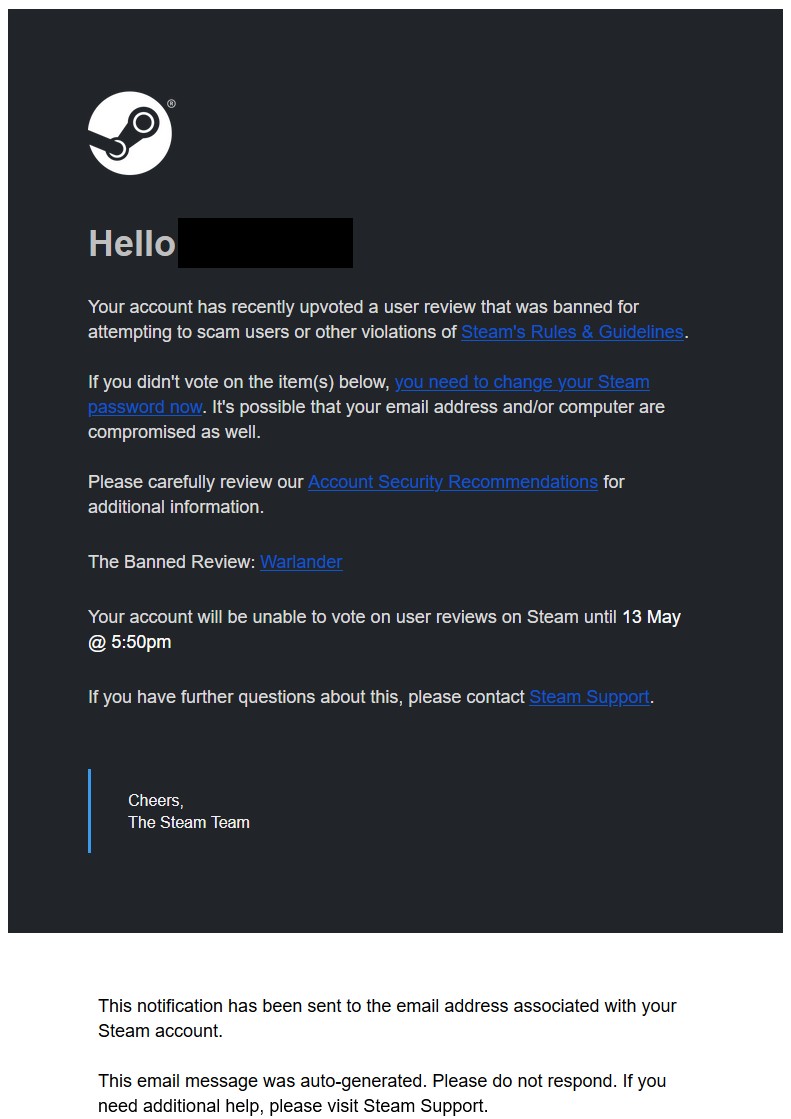 ®
Hello
Your account has recently upvoted a user review that was banned for
attempting to scam users or other violations of Steam's Rules & Guidelines.
If you didn't vote on the item(s) below, you need to change your Steam
password now. It's possible that your email address and/or computer are
compromised as well.
Please carefully review our Account Security Recommendations for
additional information.
The Banned Review: Warlander
Your account will be unable to vote on user reviews on Steam until 13 May
@ 5:50pm
If you have further questions about this, please contact Steam Support.
Cheers,
The Steam Team
This notification has been sent to the email address associated with your
Steam account.
This email message was auto-generated. Please do not respond. If you
need additional help, please visit Steam Support.